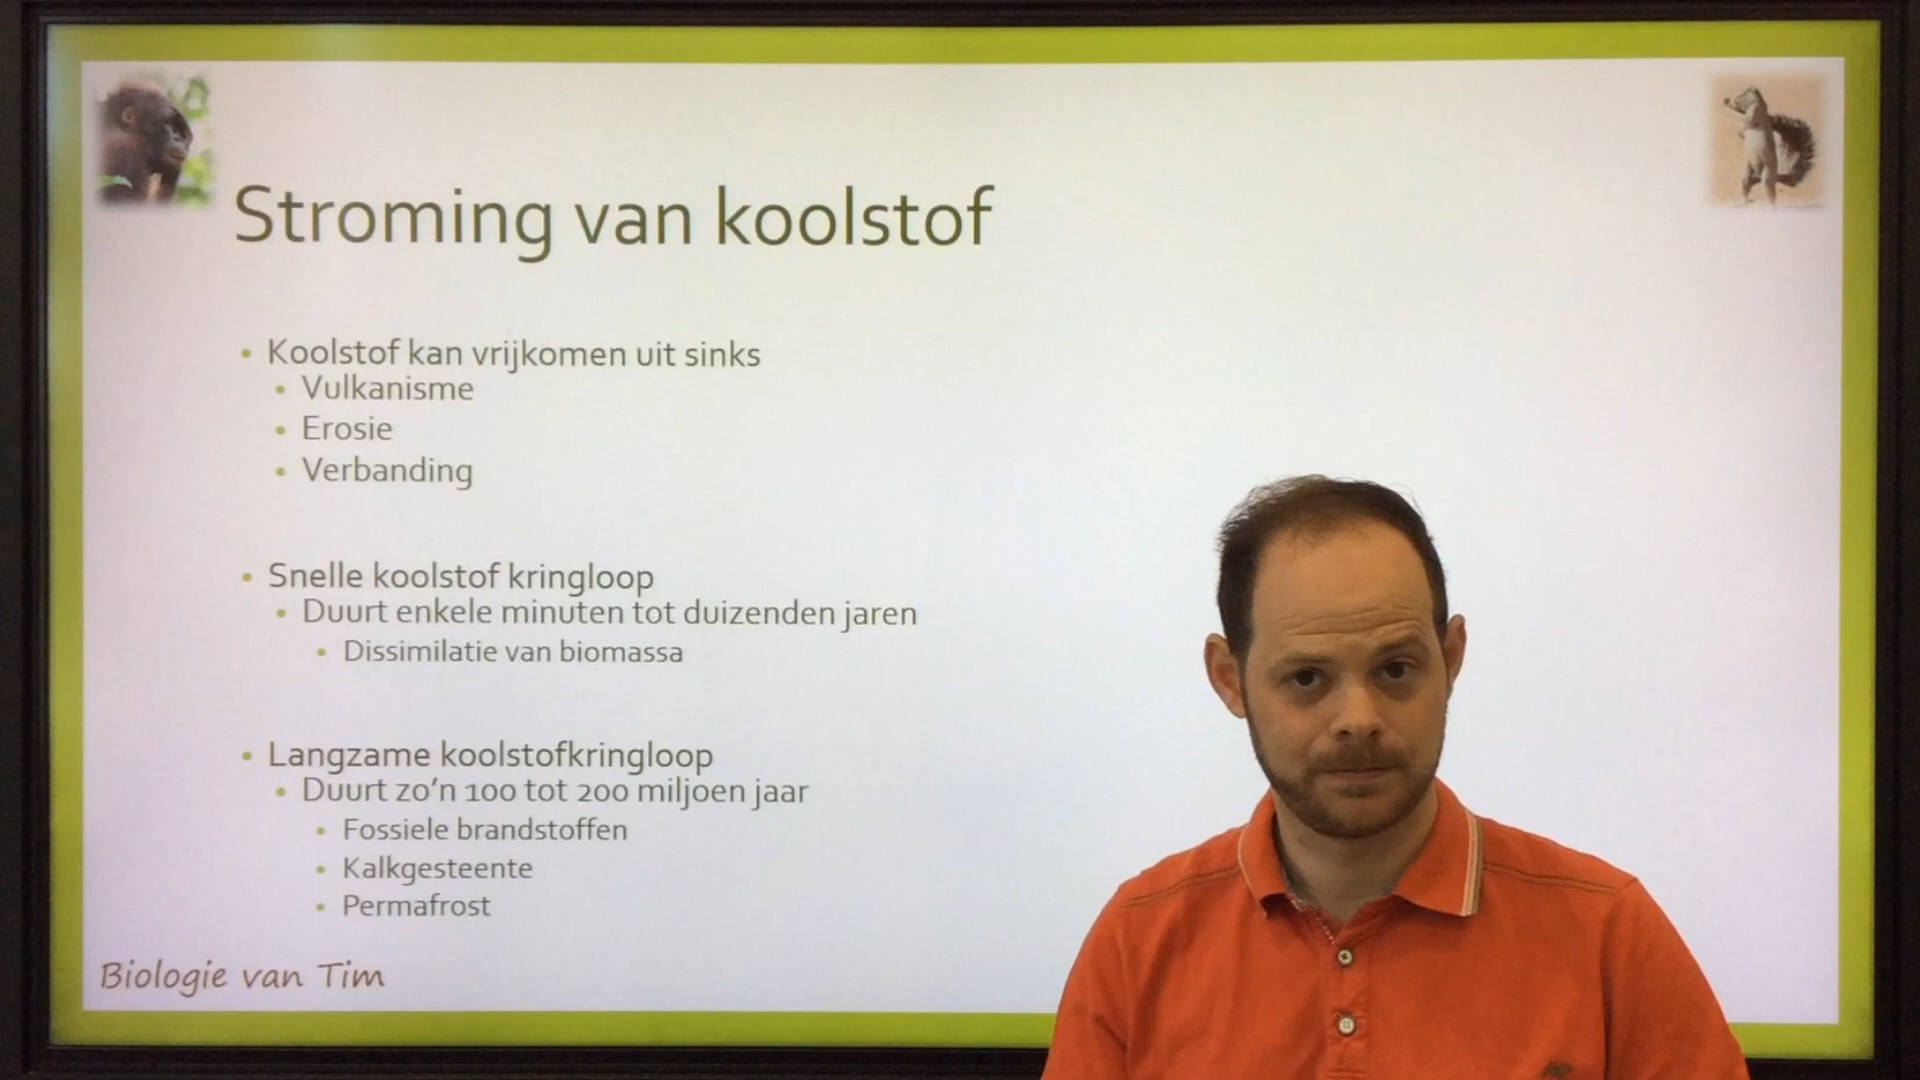 Stroming van koolstof
• Koolstof kan vrijkomen uit sinks
• Vulkanisme
• Erosie
• Verbanding
• Snelle koolstof kringloop
• Duurt enkele minuten tot duizenden jaren
• Dissimilatie van biomassa
• Langzame koolstofkringloop
• Duurt zo’n 100 tot 200 miljoen jaar
• Fossiele brandstoffen
• Kalkgesteente
• Permafrost
Biologie van Tim